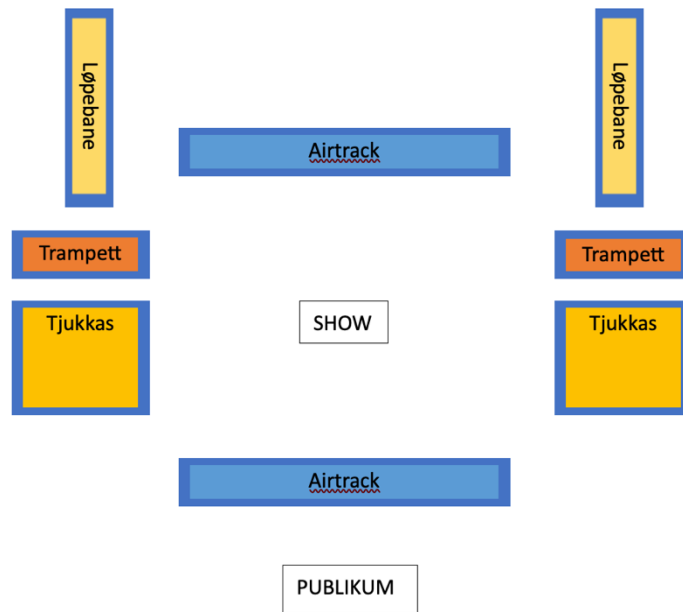 Løpebane
Løpebane
Airtrack
Trampett
Trampett
SHOW
Tjukkas
Tjukkas
Airtrack
PUBLIKUM